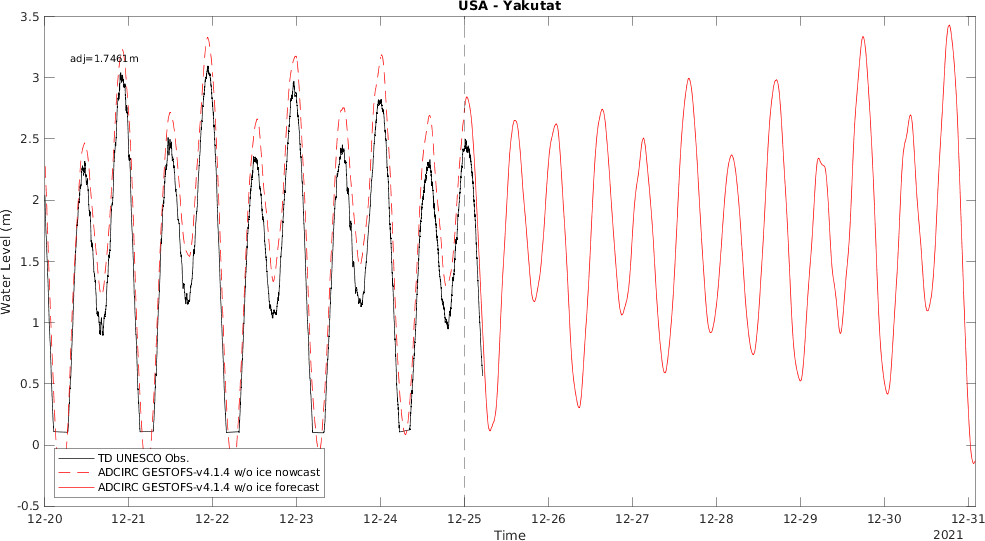 USA - Yakutat
adj=1.7461m
3.5
3
2.5
2
1.5
1
0.5
0
-0.5
Water Level (m)
TD UNESCO Obs.
ADCIRC GESTOFS-v4.1.4 w/o ice nowcast
ADCIRC GESTOFS-v4.1.4 w/o ice forecast
12-20 12-21 12-22 12-23 12-24 12-25 12-26 12-27 12-28 12-29 12-30 12-31
Time
2021